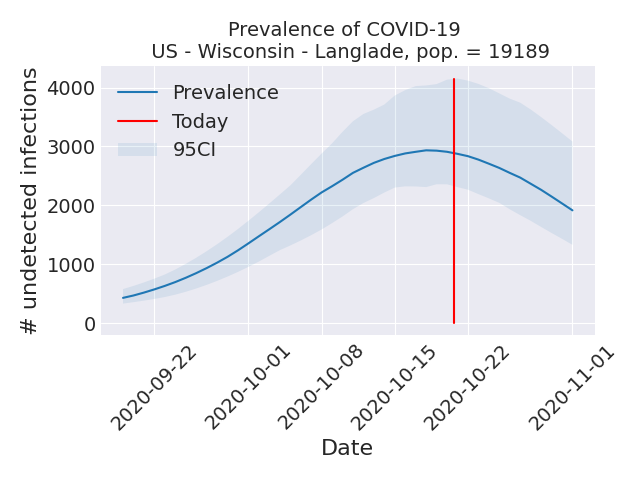 Prevalence of COVID-19
US - Wisconsin - Langlade, pop. = 19189
# undetected infections
4000
3000
2000
1000
0
Prevalence
Today
95CI
2020-09-22
2020-10-01
2020-10-08
2020-10-15
2020-10-22
2020-11-01
Date